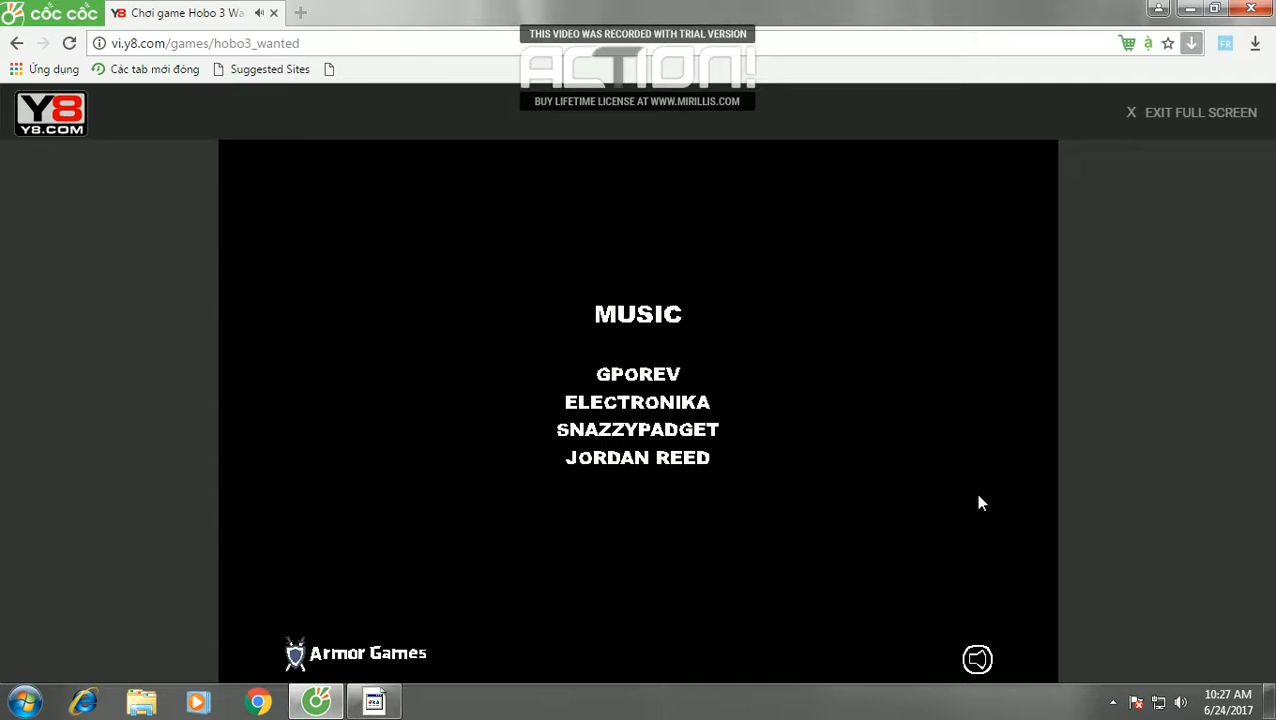 cốc cốc
Y8 Chơi game Hobo 3 Wa
vi.y8.com/games/hobo3_wanted
à
FR
Ứng dụng
Các tab mới đóng
Suggested Sites
THIS VIDEO WAS RECORDED WITH TRIAL VERSION
ACTION!
BUY LIFETIME LICENSE AT WWW.MIRILLIS.COM
Y8
Y8.COM
X EXIT FULL SCREEN
MUSIC
GPOREV
ELECTRONIKA
SNAZZYPADGET
JORDAN REED
Armor Games
10:27 AM
6/24/2017